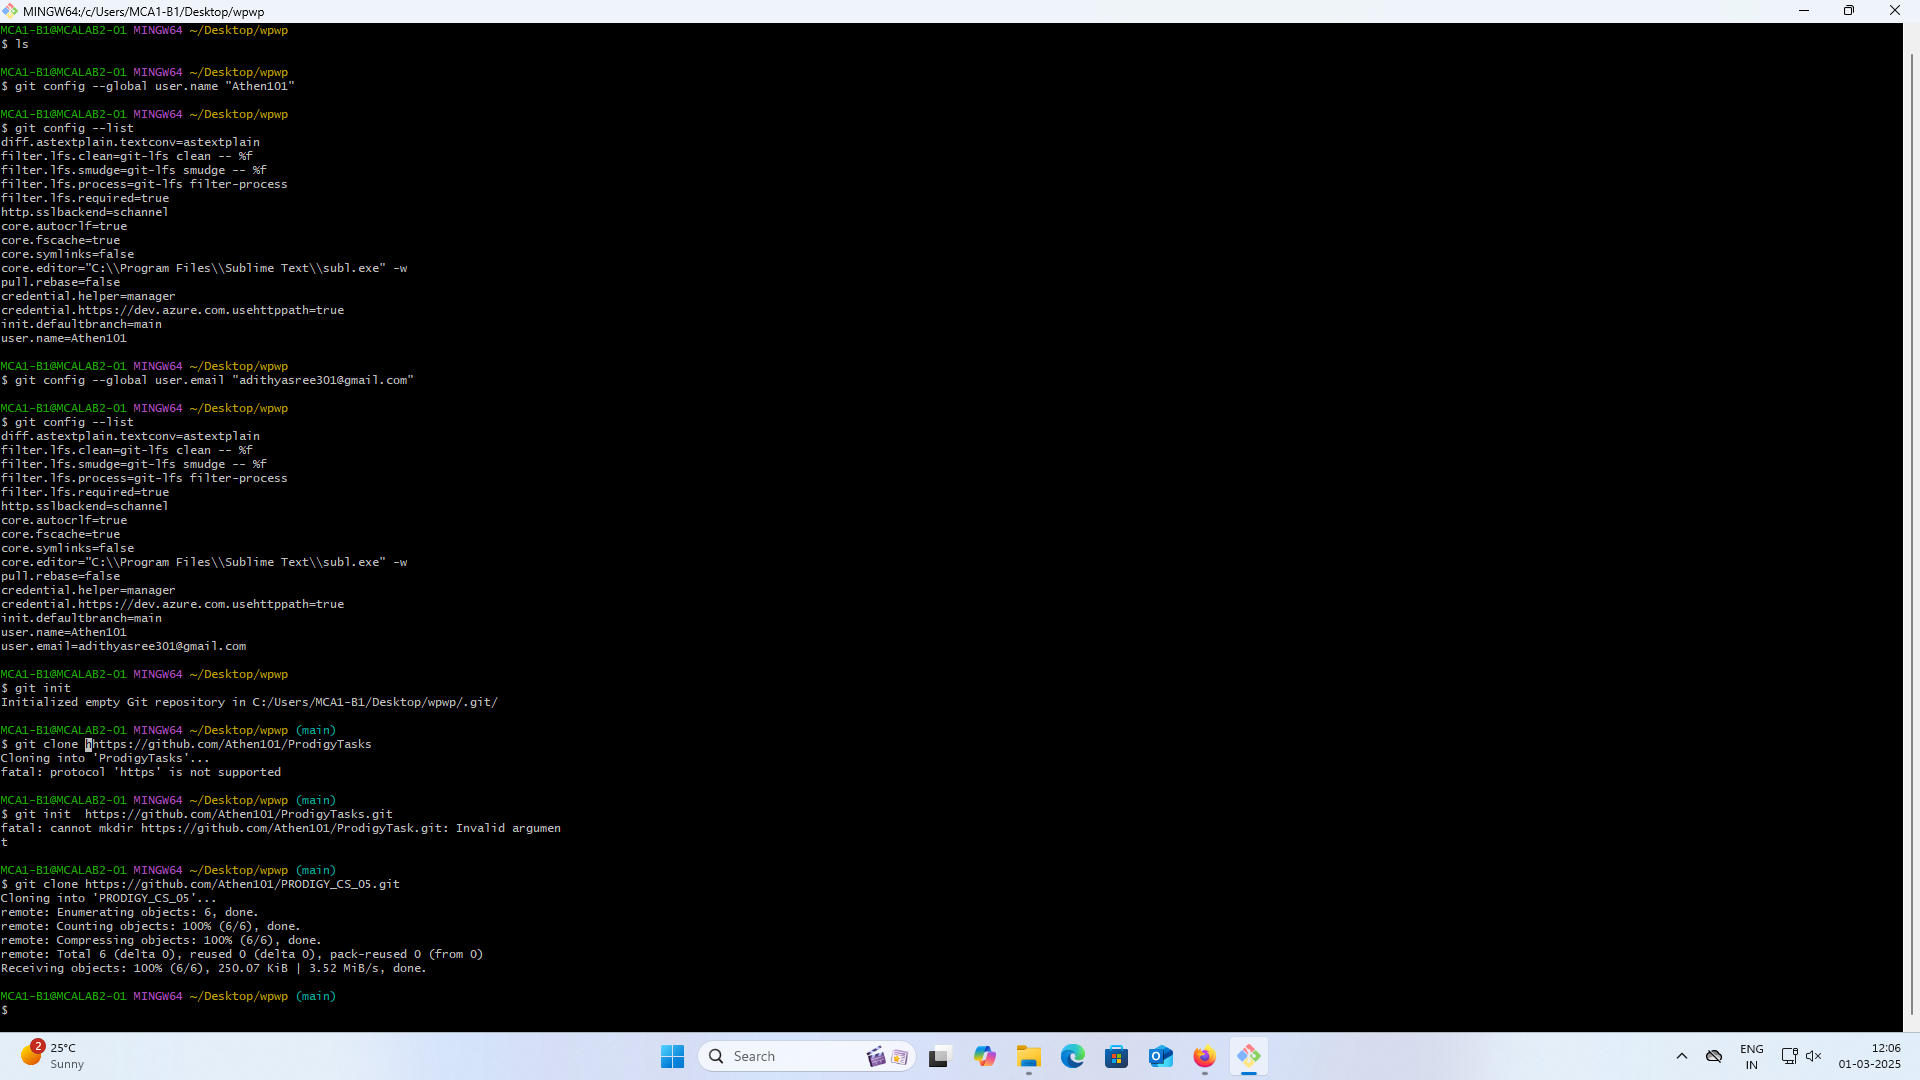 MINGW64:/c/Users/MCA1-B1/Desktop/wpwp
MCA1-B1@MCALAB2-01 MINGW64 ~/Desktop/wpwp
$ ls
MCA1-B1@MCALAB2-01 MINGW64 ~/Desktop/wpwp
$ git config --global user.name "Athen101"
MCA1-B1@MCALAB2-01 MINGW64 ~/Desktop/wpwp
$ git config --list
diff.astextplain.textconv=astextplain
filter.lfs.clean=git-lfs clean -- %f
filter.lfs.smudge=git-lfs smudge -- %f
filter.lfs.process=git-lfs filter-process
filter.lfs.required=true
http.sslbackend=schannel
core.autocrlf=true
core.fscache=true
core.symlinks=false
core.editor="C:\\Program Files\\Sublime Text\\subl.exe" -w
pull.rebase=false
credential.helper=manager
credential.https://dev.azure.com.usehttppath=true
init.defaultbranch=main
user.name=Athen101
MCA1-B1@MCALAB2-01 MINGW64 ~/Desktop/wpwp
$ git config --global user.email "adithyasree301@gmail.com"
MCA1-B1@MCALAB2-01 MINGW64 ~/Desktop/wpwp
$ git config --list
diff.astextplain.textconv=astextplain
filter.lfs.clean=git-lfs clean -- %f
filter.lfs.smudge=git-lfs smudge -- %f
filter.lfs.process=git-lfs filter-process
filter.lfs.required=true
http.sslbackend=schannel
core.autocrlf=true
core.fscache=true
core.symlinks=false
core.editor="C:\\Program Files\\Sublime Text\\subl.exe" -w
pull.rebase=false
credential.helper=manager
credential.https://dev.azure.com.usehttppath=true
init.defaultbranch=main
user.name=Athen101
user.email=adithyasree301@gmail.com
MCA1-B1@MCALAB2-01 MINGW64 ~/Desktop/wpwp
$ git init
Initialized empty Git repository in C:/Users/MCA1-B1/Desktop/wpwp/.git/
MCA1-B1@MCALAB2-01 MINGW64 ~/Desktop/wpwp (main)
$ git clone https://github.com/Athen101/ProdigyTasks
Cloning into 'ProdigyTasks'...
fatal: protocol 'https' is not supported
MCA1-B1@MCALAB2-01 MINGW64 ~/Desktop/wpwp (main)
$ git init  https://github.com/Athen101/ProdigyTasks.git
fatal: cannot mkdir https://github.com/Athen101/ProdigyTask.git: Invalid argumen
t
MCA1-B1@MCALAB2-01 MINGW64 ~/Desktop/wpwp (main)
$ git clone https://github.com/Athen101/PRODIGY_CS_05.git
Cloning into 'PRODIGY_CS_05'...
remote: Enumerating objects: 6, done.
remote: Counting objects: 100% (6/6), done.
remote: Compressing objects: 100% (6/6), done.
remote: Total 6 (delta 0), reused 0 (delta 0), pack-reused 0 (from 0)
Receiving objects: 100% (6/6), 250.07 KiB | 3.52 MiB/s, done.
MCA1-B1@MCALAB2-01 MINGW64 ~/Desktop/wpwp (main)
$
2
25°C
Sunny
Search
ENG
IN
12:06
01-03-2025